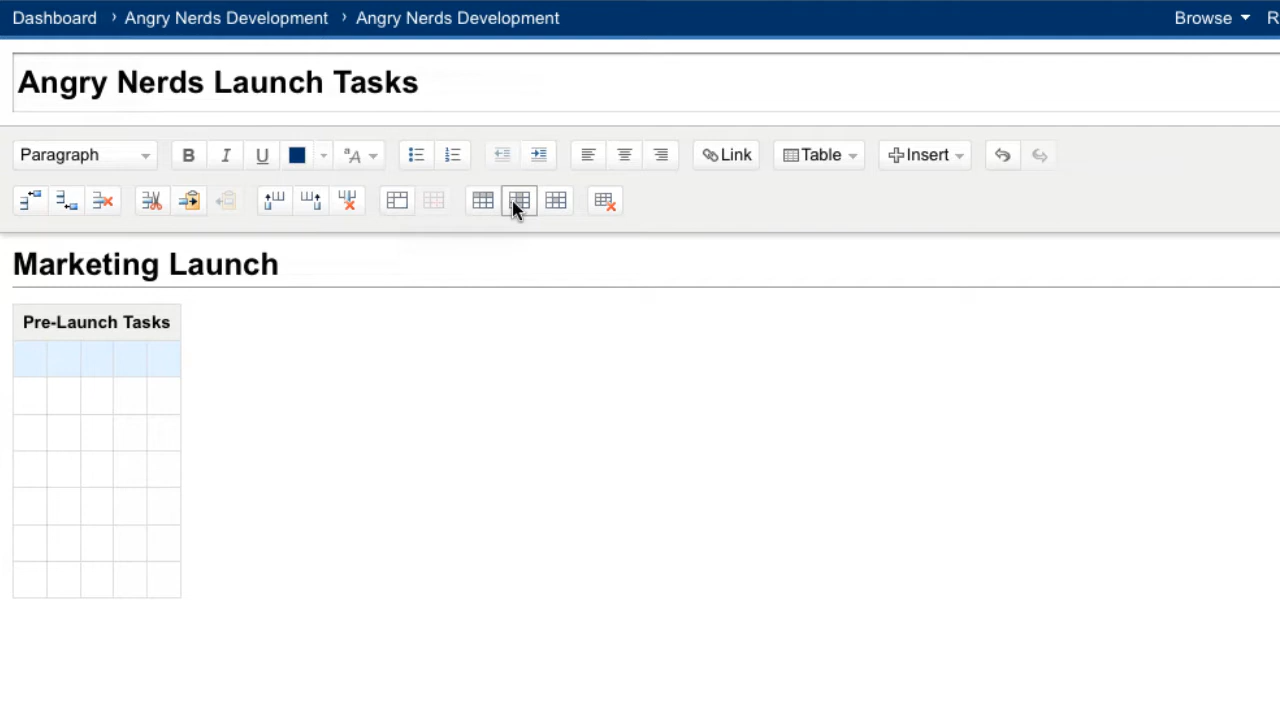 Dashboard › Angry Nerds Development › Angry Nerds Development Browse R
Angry Nerds Launch Tasks
Paragraph B I U ªA Link Table Insert
Marketing Launch
Pre-Launch Tasks